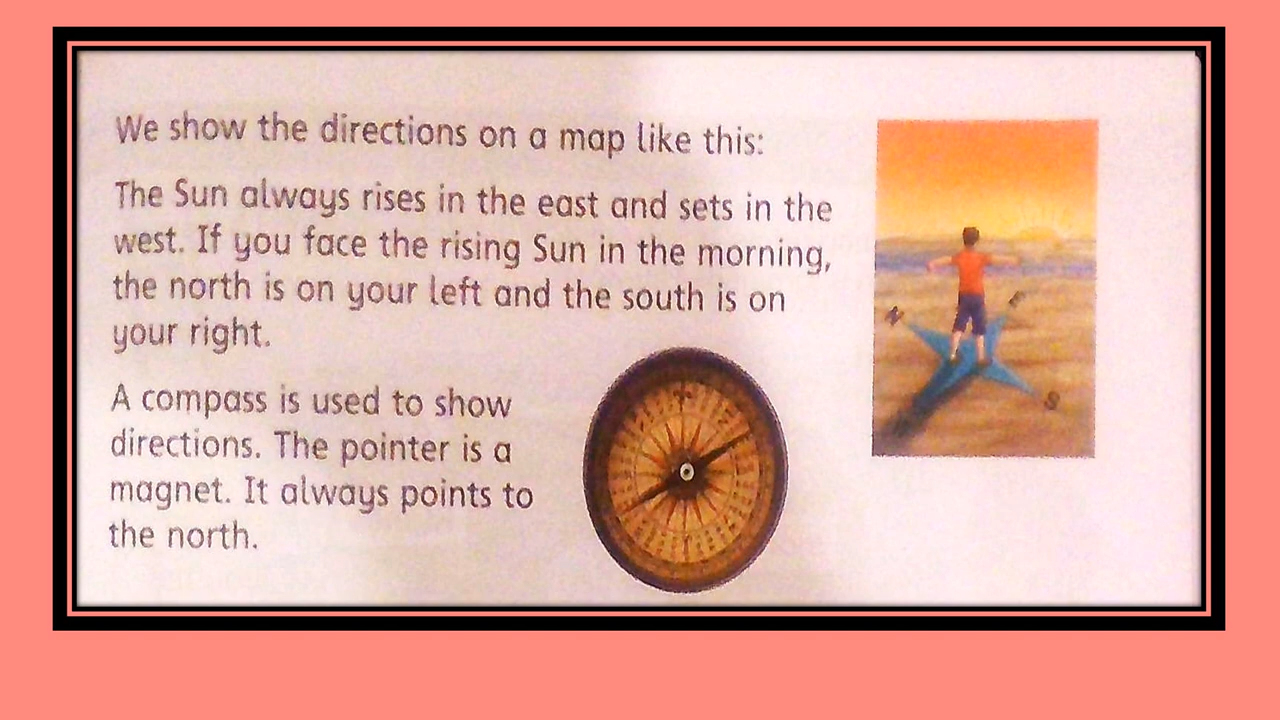 We show the directions on a map like this:
The Sun always rises in the east and sets in the
west. If you face the rising Sun in the morning,
the north is on your left and the south is on
your right.
A compass is used to show
directions. The pointer is a
magnet. It always points to
the north.
N
S